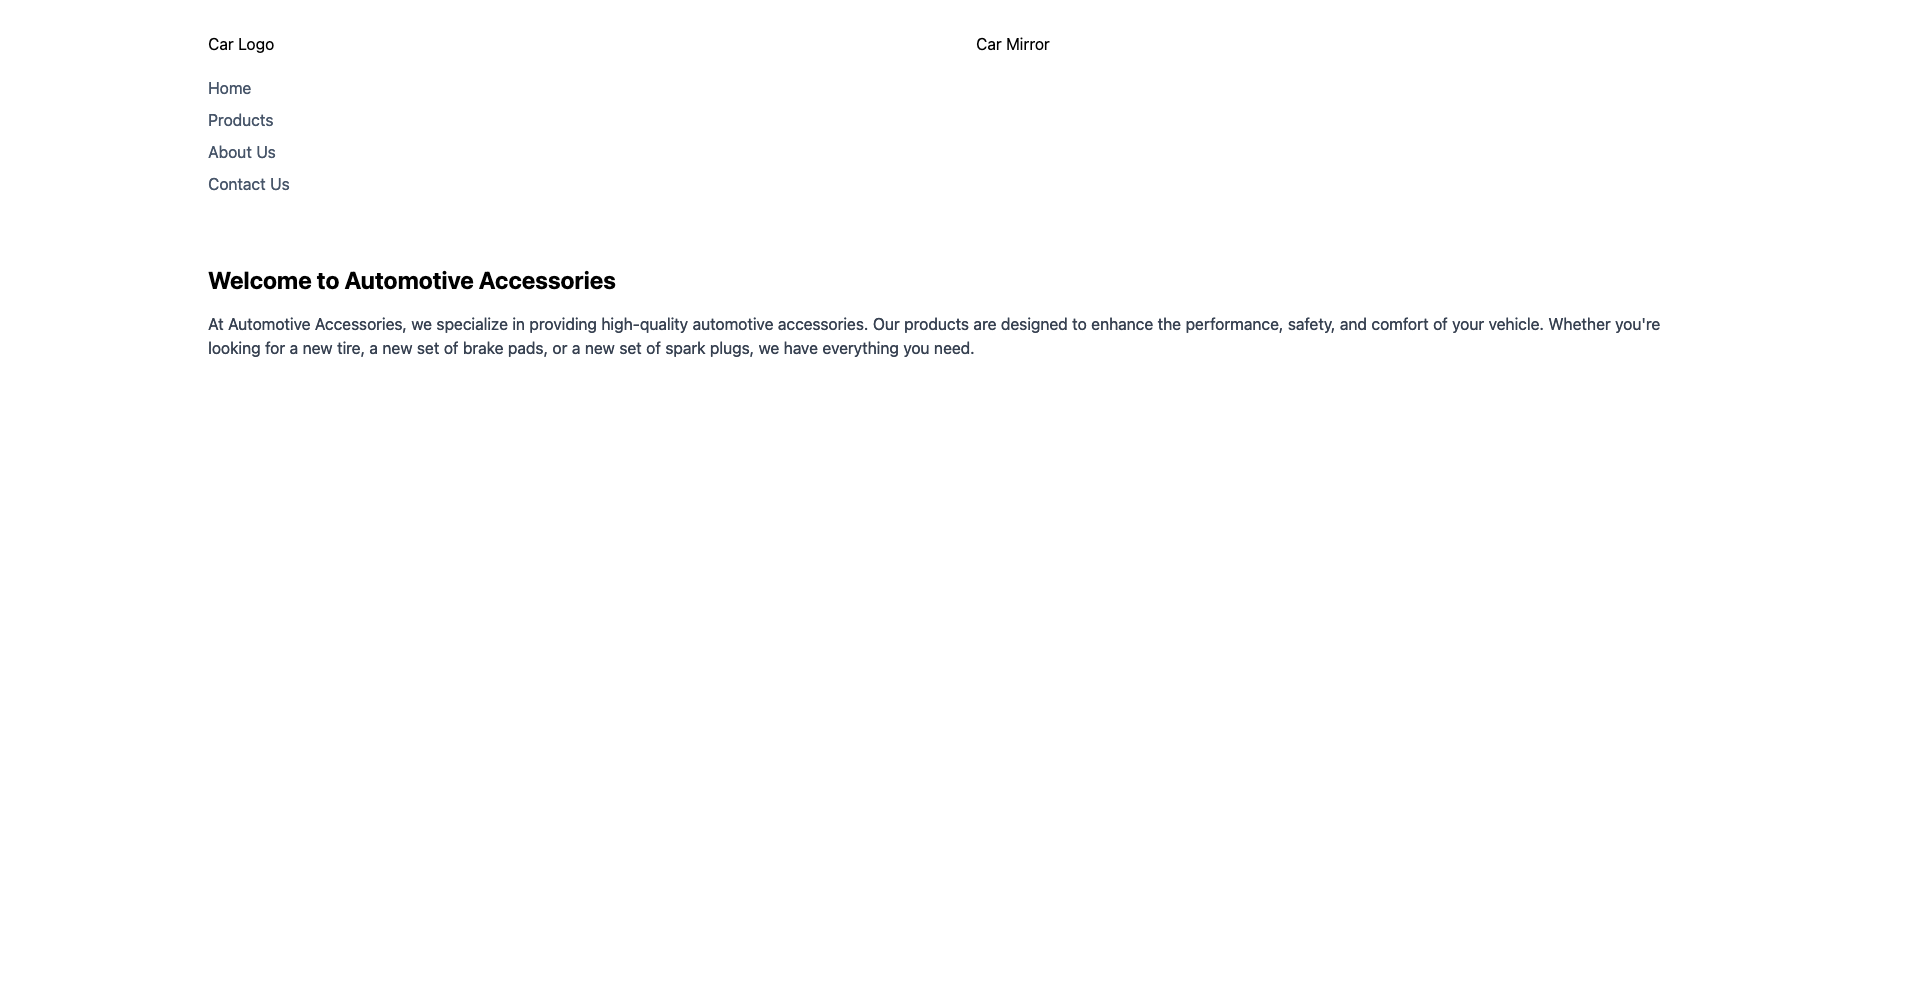 Car Logo
Car Mirror
Home
Products
About Us
Contact Us
Welcome to Automotive Accessories
At Automotive Accessories, we specialize in providing high-quality automotive accessories. Our products are designed to enhance the performance, safety, and comfort of your vehicle. Whether you're
looking for a new tire, a new set of brake pads, or a new set of spark plugs, we have everything you need.